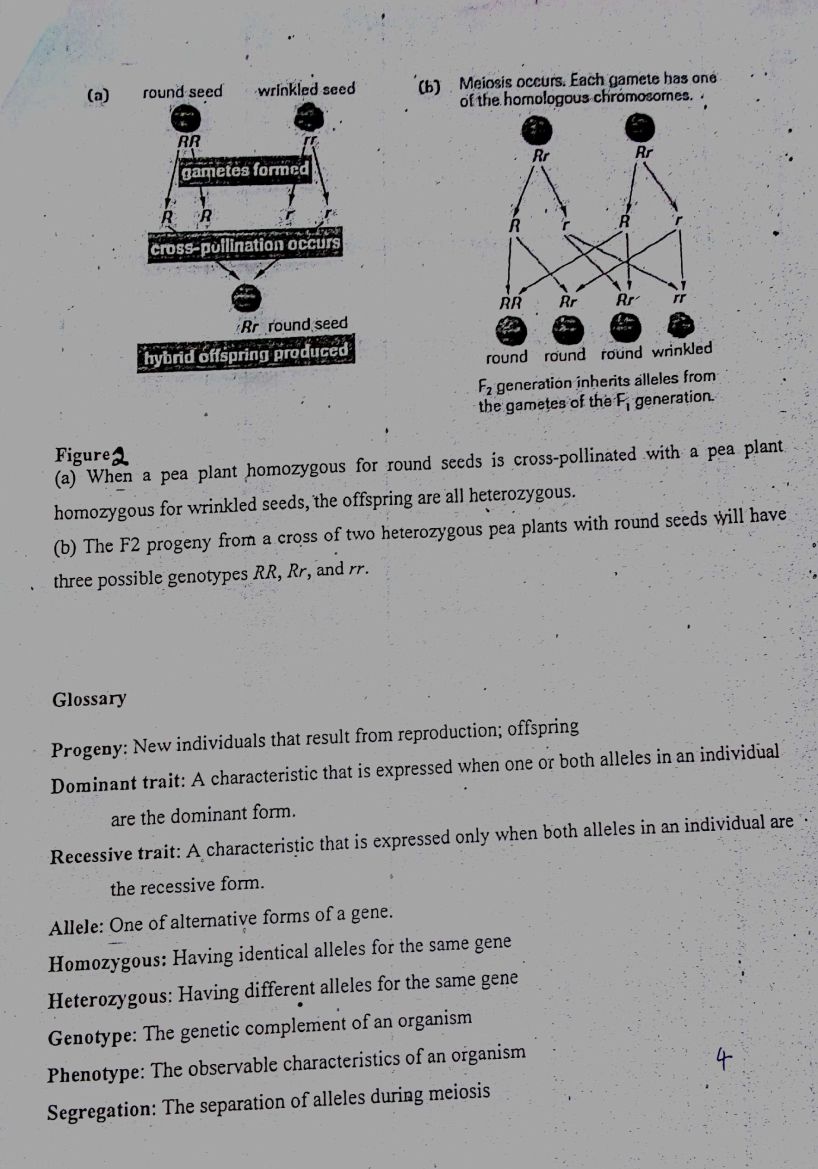 (a) round seed wrinkled seed
RR rr
gametes formed
R R r r
cross-pollination occurs
Rr round seed
hybrid offspring produced
(b) Meiosis occurs. Each gamete has one
of the homologous chromosomes.
Rr Rr
R r R r
RR Rr Rr rr
round round round wrinkled
F₂ generation inherits alleles from
the gametes of the F₁ generation.
Figure 2
(a) When a pea plant homozygous for round seeds is cross-pollinated with a pea plant
homozygous for wrinkled seeds, the offspring are all heterozygous.
(b) The F2 progeny from a cross of two heterozygous pea plants with round seeds will have
three possible genotypes RR, Rr, and rr.
Glossary
Progeny: New individuals that result from reproduction; offspring
Dominant trait: A characteristic that is expressed when one or both alleles in an individual
are the dominant form.
Recessive trait: A characteristic that is expressed only when both alleles in an individual are
the recessive form.
Allele: One of alternative forms of a gene.
Homozygous: Having identical alleles for the same gene
Heterozygous: Having different alleles for the same gene
Genotype: The genetic complement of an organism
Phenotype: The observable characteristics of an organism
Segregation: The separation of alleles during meiosis
4